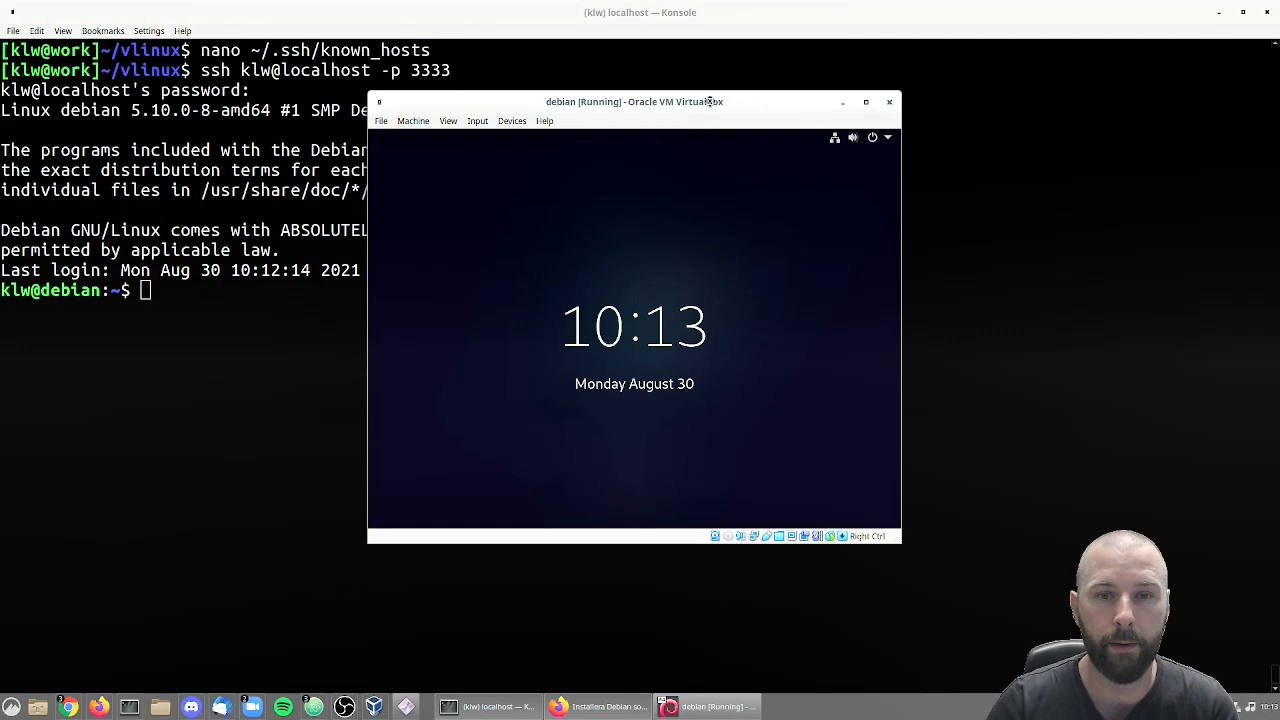 (klw) localhost — Konsole
File Edit View Bookmarks Settings Help
[klw@work]~/vlinux$ nano ~/.ssh/known_hosts
[klw@work]~/vlinux$ ssh klw@localhost -p 3333
klw@localhost's password:
Linux debian 5.10.0-8-amd64 #1 SMP De
The programs included with the Debian
the exact distribution terms for each
individual files in /usr/share/doc/*/
Debian GNU/Linux comes with ABSOLUTEL
permitted by applicable law.
Last login: Mon Aug 30 10:12:14 2021
klw@debian:~$
debian [Running] - Oracle VM VirtualBox
File Machine View Input Devices Help
10:13
Monday August 30
Right Ctrl
3 2 3 (klw) localhost — K... Installera Debian so... debian [Running] - ... 10:13